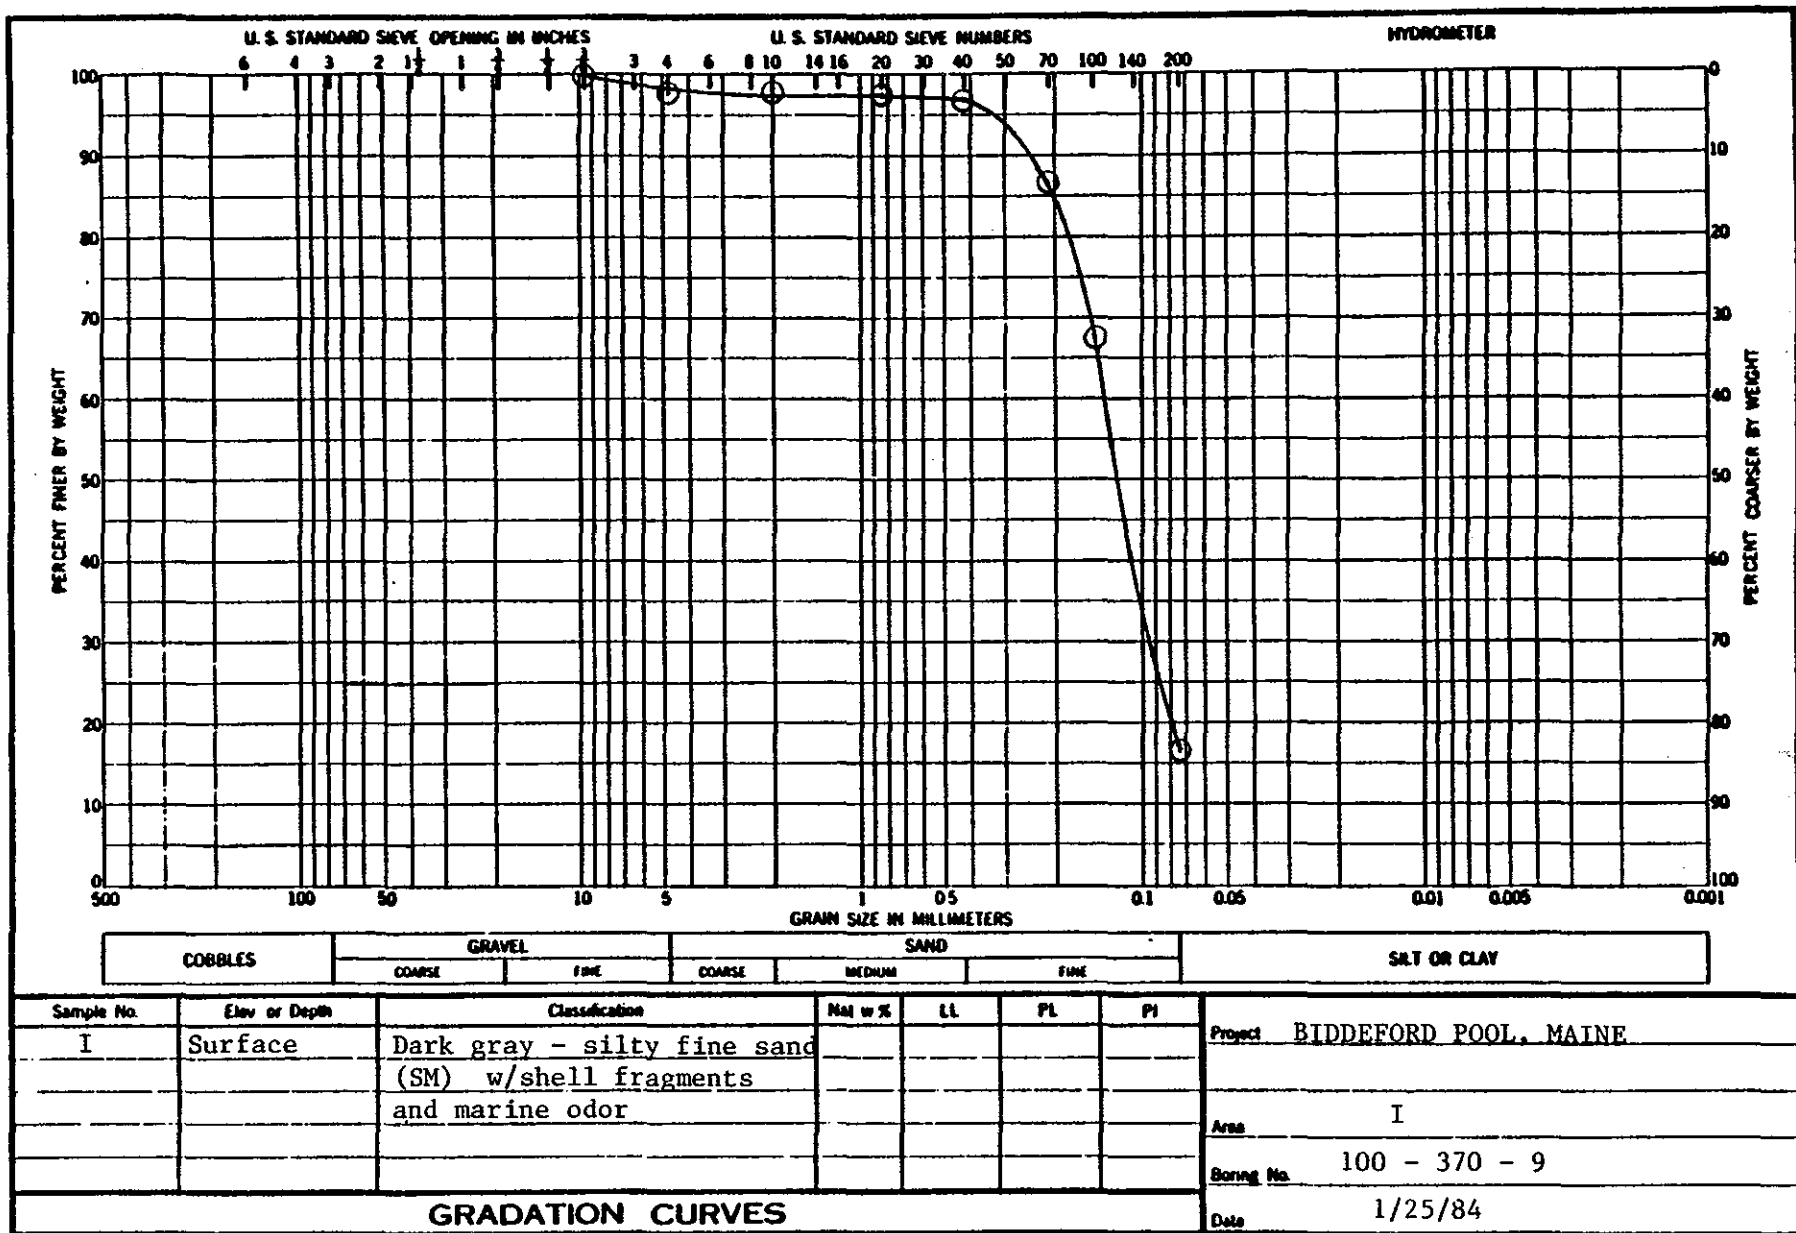 U. S. STANDARD SIEVE OPENING IN INCHES U. S. STANDARD SIEVE NUMBERS HYDROMETER
6 4 3 2 1½ 1 3 4 6 8 10 14 16 20 30 40 50 70 100 140 200
100 0
90 10
80 20
70 30
60 40
50 50
40 60
30 70
20 80
10 90
0 100
PERCENT FINER BY WEIGHT
PERCENT COARSER BY WEIGHT
500 100 50 10 5 1 0.5 0.1 0.05 0.01 0.005 0.001
GRAIN SIZE IN MILLIMETERS
COBBLES GRAVEL SAND SILT OR CLAY
COARSE FINE COARSE MEDIUM FINE
Sample No. Elev or Depth Classification Nat w % LL PL PI
I Surface Dark gray - silty fine sand
(SM) w/shell fragments
and marine odor
Project BIDDEFORD POOL, MAINE
Area I
Boring No. 100 - 370 - 9
Date 1/25/84
GRADATION CURVES